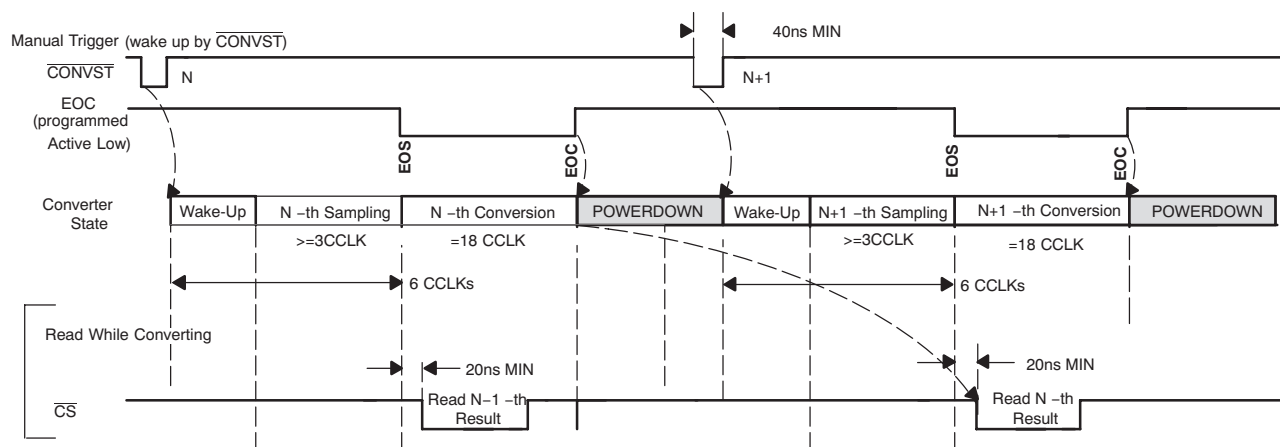 40ns MIN
Manual Trigger (wake up by CONVST)
CONVST
N
N+1
EOC
(programmed
Active Low)
EOS
EOC
EOS
EOC
Converter
State
Wake-Up
N -th Sampling
N -th Conversion
POWERDOWN
Wake-Up
N+1 -th Sampling
N+1 -th Conversion
POWERDOWN
>=3CCLK
=18 CCLK
>=3CCLK
=18 CCLK
6 CCLKs
6 CCLKs
Read While Converting
20ns MIN
20ns MIN
CS
Read N−1 -th
Result
Read N -th
Result